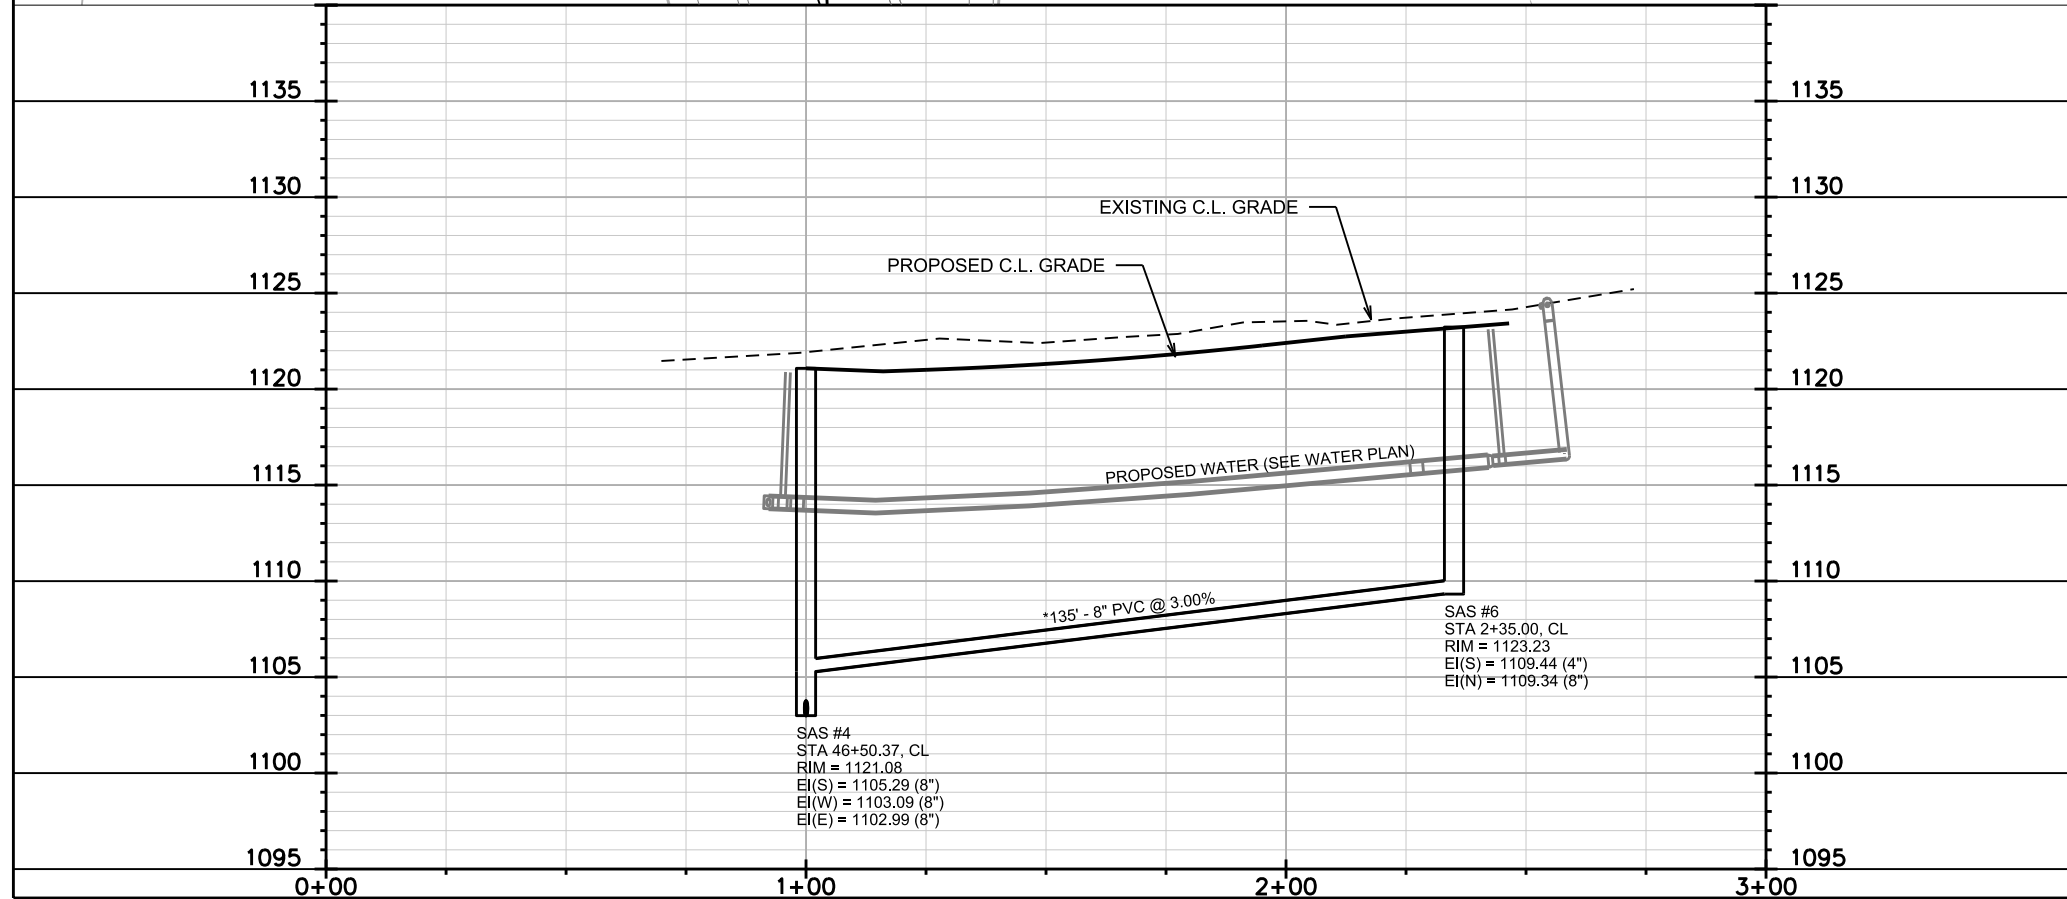 1135 1135
1130 1130
EXISTING C.L. GRADE
PROPOSED C.L. GRADE
1125 1125
1120 1120
PROPOSED WATER (SEE WATER PLAN)
1115 1115
1110 1110
*135' - 8" PVC @ 3.00%
SAS #6
STA 2+35.00, CL
RIM = 1123.23
EI(S) = 1109.44 (4")
EI(N) = 1109.34 (8")
1105 1105
SAS #4
STA 46+50.37, CL
RIM = 1121.08
EI(S) = 1105.29 (8")
EI(W) = 1103.09 (8")
EI(E) = 1102.99 (8")
1100 1100
1095 1095
0+00 1+00 2+00 3+00